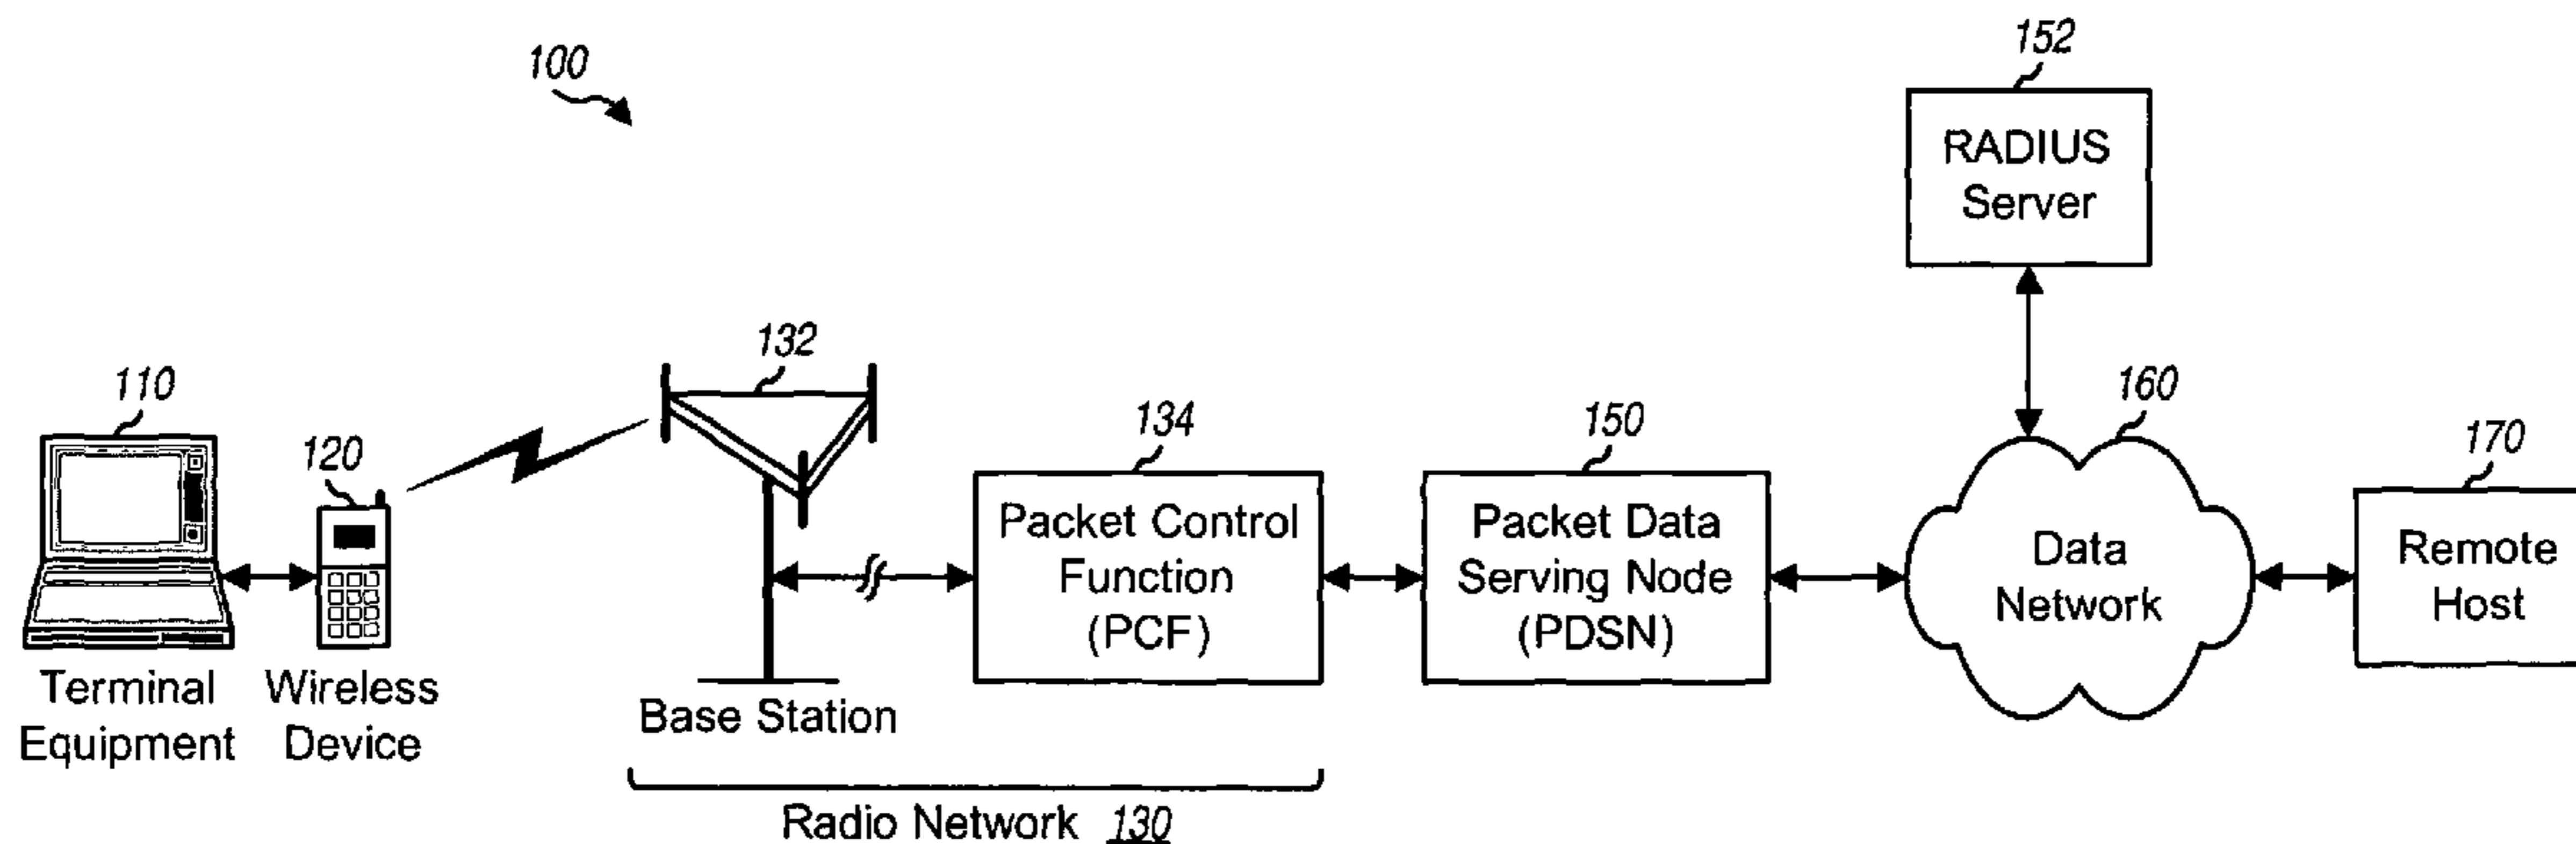 100
152
RADIUS
Server
132
110
120
134
150
160
170
Packet Control
Function
(PCF)
Packet Data
Serving Node
(PDSN)
Data
Network
Remote
Host
Terminal
Equipment
Wireless
Device
Base Station
Radio Network 130